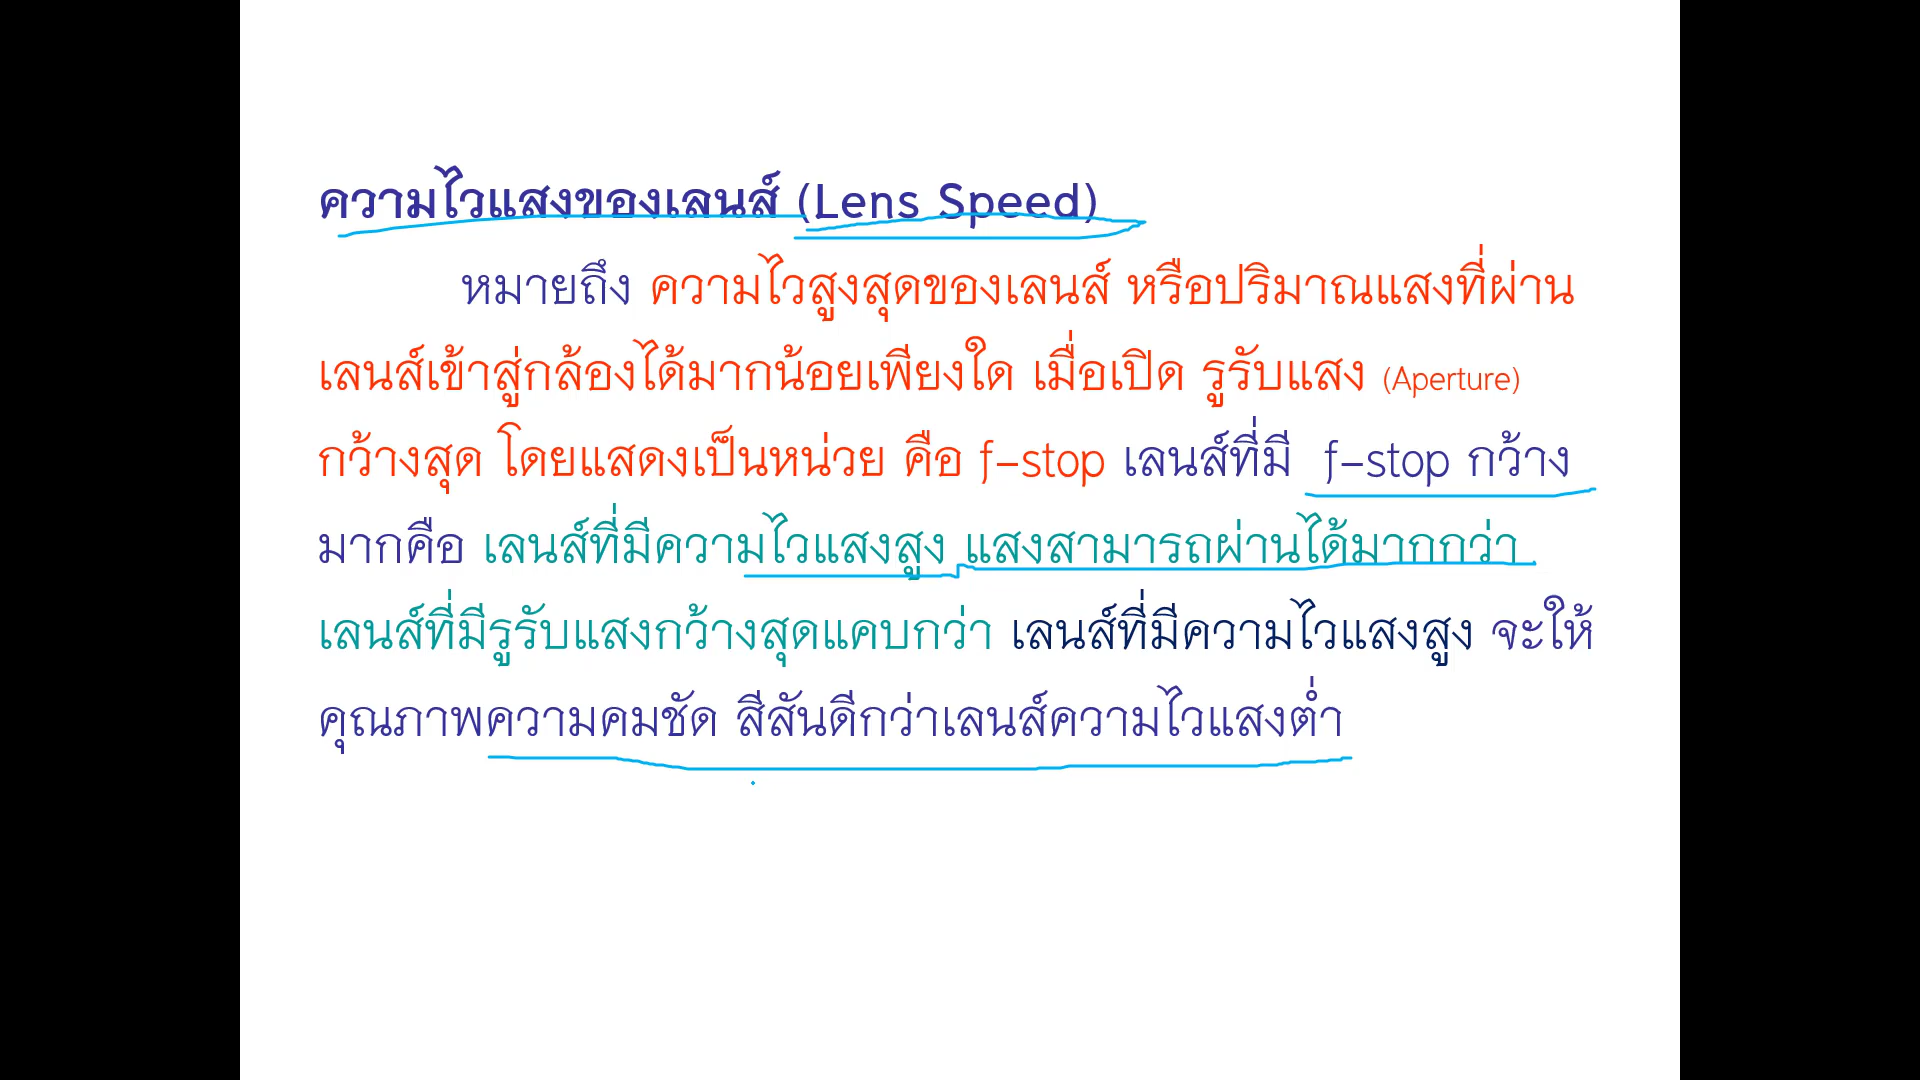 ความไวแสงของเลนส์ (Lens Speed)
หมายถึง ความไวสูงสุดของเลนส์ หรือปริมาณแสงที่ผ่าน
เลนส์เข้าสู่กล้องได้มากน้อยเพียงใด เมื่อเปิด รูรับแสง (Aperture)
กว้างสุด โดยแสดงเป็นหน่วย คือ f-stop เลนส์ที่มี f-stop กว้าง
มากคือ เลนส์ที่มีความไวแสงสูง แสงสามารถผ่านได้มากกว่า
เลนส์ที่มีรูรับแสงกว้างสุดแคบกว่า เลนส์ที่มีความไวแสงสูง จะให้
คุณภาพความคมชัด สีสันดีกว่าเลนส์ความไวแสงต่ำ